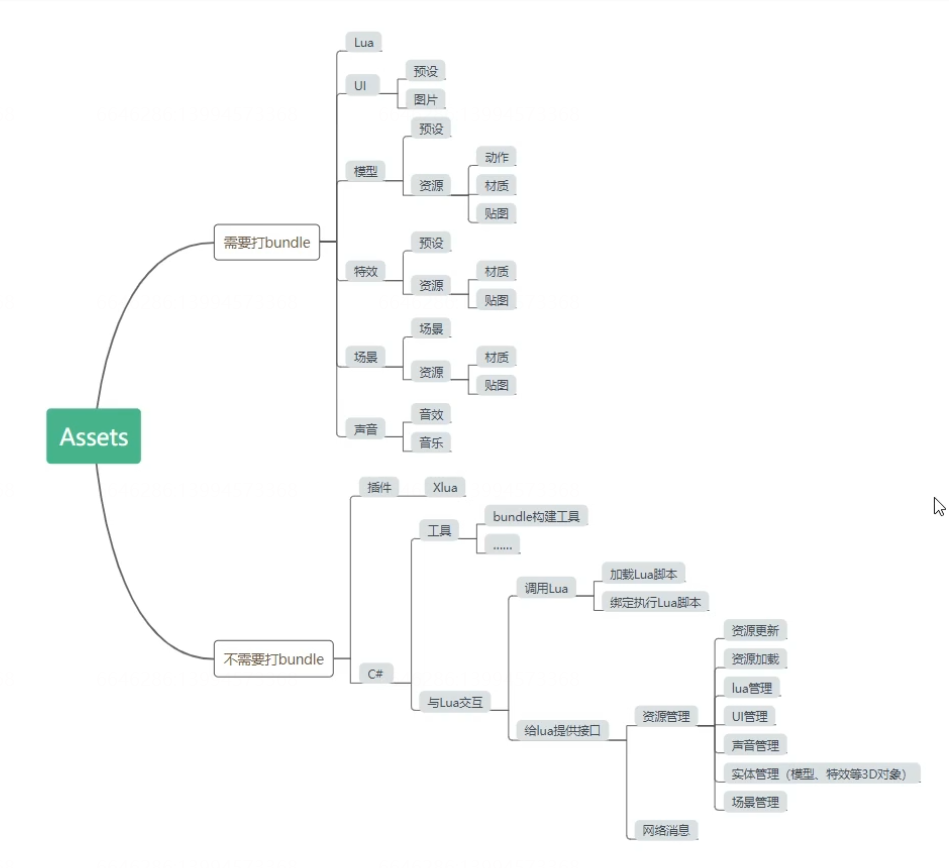 Assets
需要打bundle
Lua
UI
预设
图片
模型
预设
资源
动作
材质
贴图
特效
预设
资源
材质
贴图
场景
场景
资源
材质
贴图
声音
音效
音乐
不需要打bundle
插件
Xlua
C#
工具
bundle构建工具
......
与Lua交互
调用Lua
加载Lua脚本
绑定执行Lua脚本
给lua提供接口
资源管理
资源更新
资源加载
lua管理
UI管理
声音管理
实体管理（模型、特效等3D对象）
场景管理
网络消息